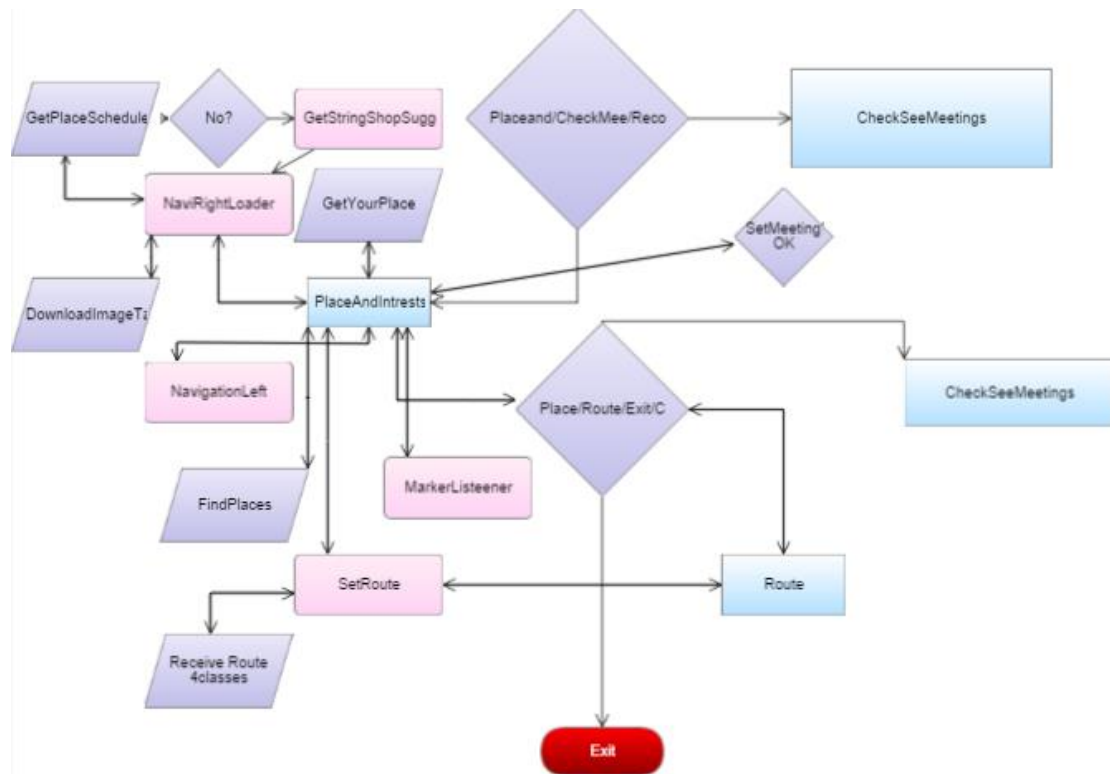 GetPlaceSchedule
No?
GetStringShopSugg
Placeand/CheckMee/Reco
CheckSeeMeetings
NaviRightLoader
GetYourPlace
SetMeeting'
OK
DownloadImageTa
PlaceAndIntrests
NavigationLeft
Place/Route/Exit/C
CheckSeeMeetings
MarkerListeener
FindPlaces
SetRoute
Route
Receive Route
4classes
Exit